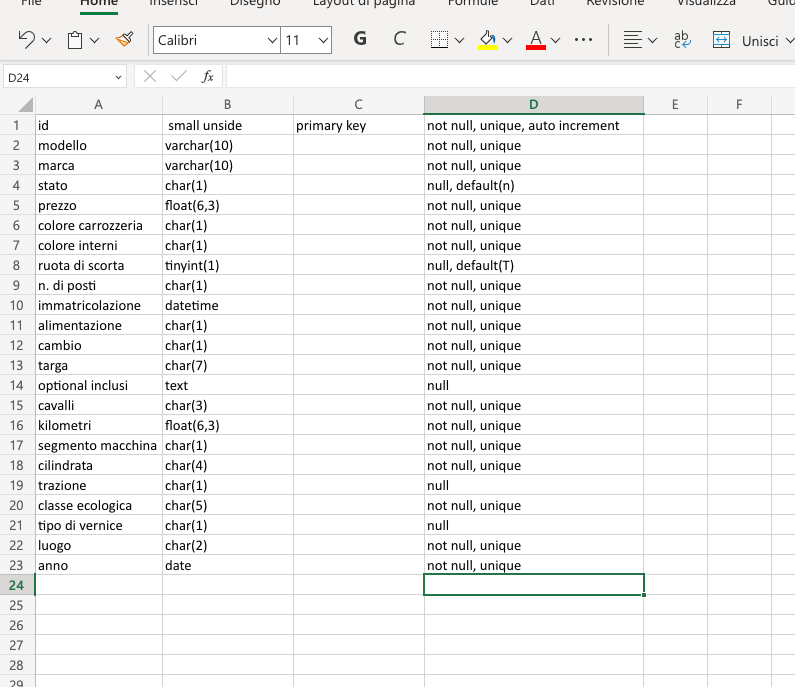 File Home Inserisci Disegno Layout di pagina Formule Dati Revisione Visualizza
Calibri 11 G C A ab Unisci
D24 fx
A B C D E F
1 id small unside primary key not null, unique, auto increment
2 modello varchar(10) not null, unique
3 marca varchar(10) not null, unique
4 stato char(1) null, default(n)
5 prezzo float(6,3) not null, unique
6 colore carrozzeria char(1) not null, unique
7 colore interni char(1) not null, unique
8 ruota di scorta tinyint(1) null, default(T)
9 n. di posti char(1) not null, unique
10 immatricolazione datetime not null, unique
11 alimentazione char(1) not null, unique
12 cambio char(1) not null, unique
13 targa char(7) not null, unique
14 optional inclusi text null
15 cavalli char(3) not null, unique
16 kilometri float(6,3) not null, unique
17 segmento macchina char(1) not null, unique
18 cilindrata char(4) not null, unique
19 trazione char(1) null
20 classe ecologica char(5) not null, unique
21 tipo di vernice char(1) null
22 luogo char(2) not null, unique
23 anno date not null, unique
24
25
26
27
28
29